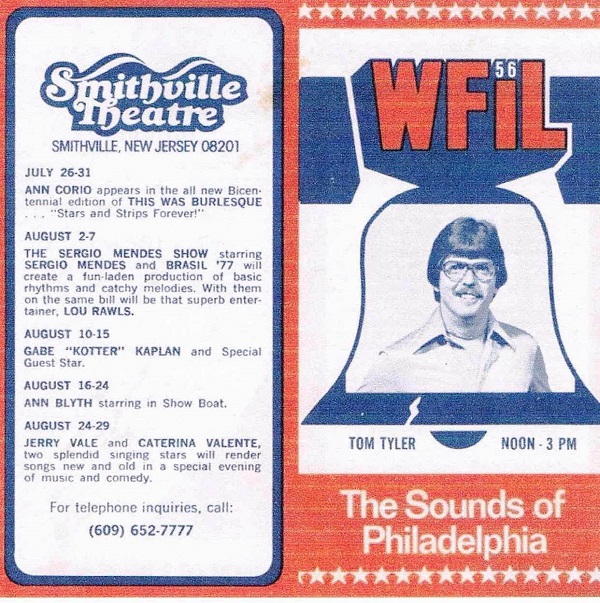 Smithville
Theatre
SMITHVILLE, NEW JERSEY 08201
JULY 26-31
ANN CORIO appears in the all new Bicen-
tennial edition of THIS WAS BURLESQUE
. . . "Stars and Strips Forever!"
AUGUST 2-7
THE SERGIO MENDES SHOW starring
SERGIO MENDES and BRASIL '77 will
create a fun-laden production of basic
rhythms and catchy melodies. With them
on the same bill will be that superb enter-
tainer, LOU RAWLS.
AUGUST 10-15
GABE "KOTTER" KAPLAN and Special
Guest Star.
AUGUST 16-24
ANN BLYTH starring in Show Boat.
AUGUST 24-29
JERRY VALE and CATERINA VALENTE,
two splendid singing stars will render
songs new and old in a special evening
of music and comedy.
For telephone inquiries, call:
(609) 652-7777
WFiL
56
TOM TYLER NOON - 3 PM
The Sounds of
Philadelphia